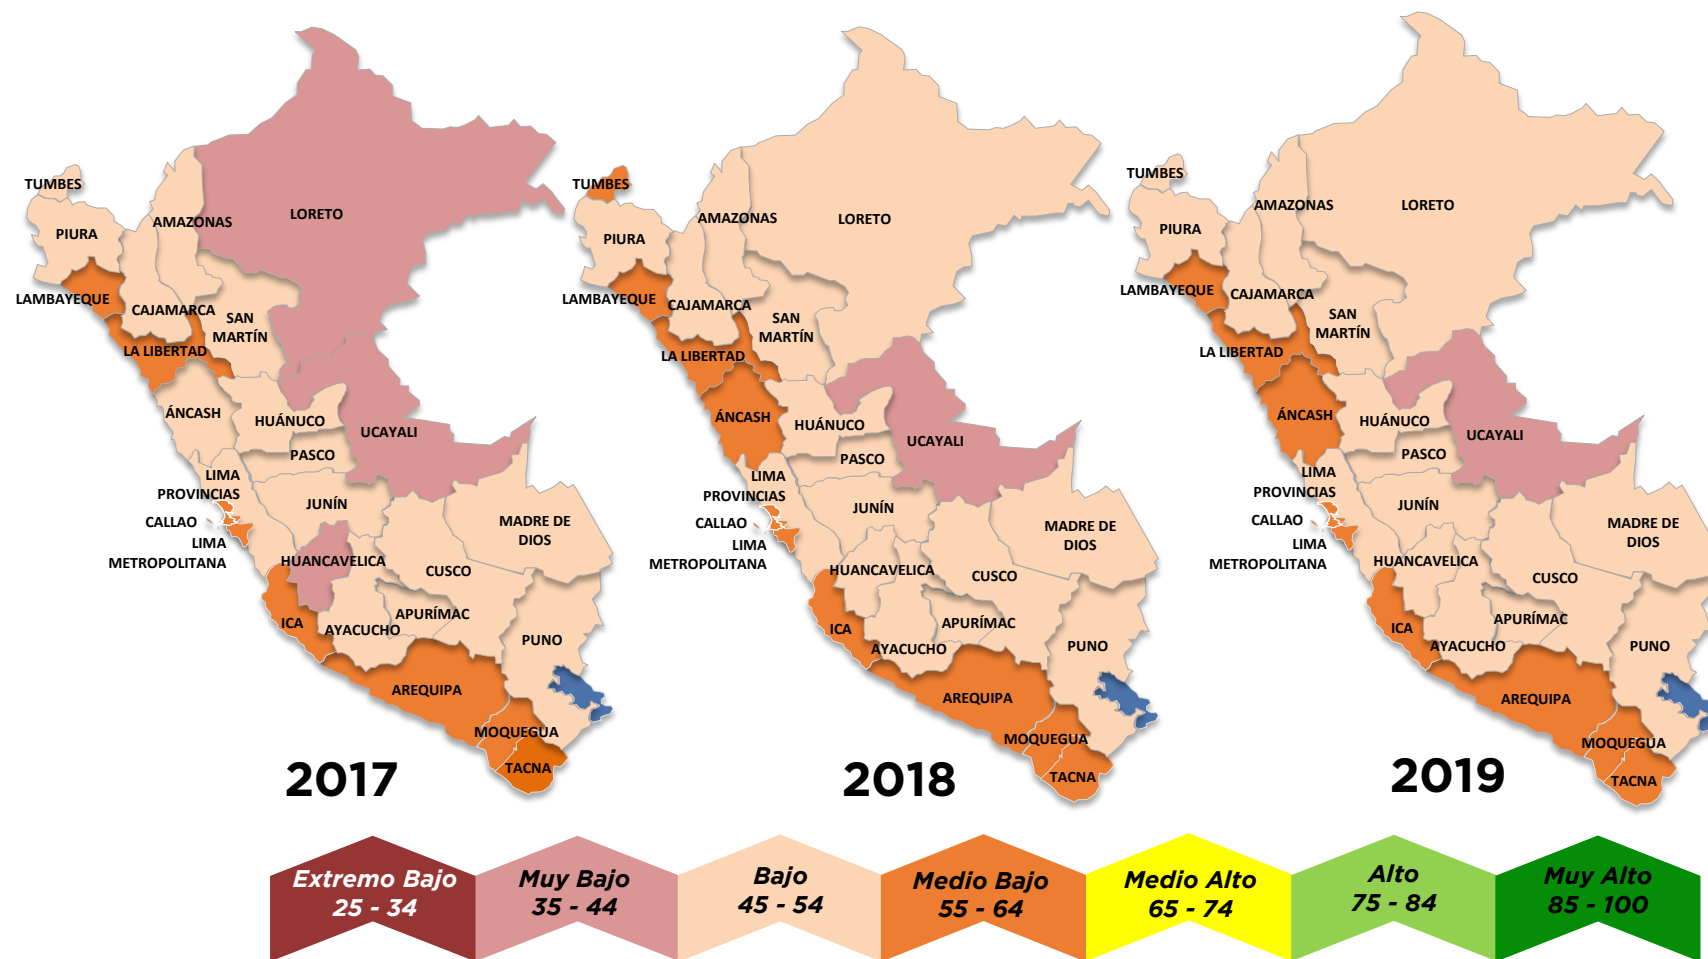 TUMBES
PIURA
AMAZONAS
LORETO
LAMBAYEQUE
CAJAMARCA
SAN
MARTÍN
LA LIBERTAD
ÁNCASH
HUÁNUCO
UCAYALI
PASCO
LIMA
PROVINCIAS
JUNÍN
CALLAO
LIMA
METROPOLITANA
MADRE DE
DIOS
HUANCAVELICA
CUSCO
ICA
AYACUCHO
APURÍMAC
PUNO
AREQUIPA
MOQUEGUA
TACNA
2017
TUMBES
PIURA
AMAZONAS
LORETO
LAMBAYEQUE
CAJAMARCA
SAN
MARTÍN
LA LIBERTAD
ÁNCASH
HUÁNUCO
UCAYALI
PASCO
LIMA
PROVINCIAS
JUNÍN
CALLAO
LIMA
METROPOLITANA
MADRE DE
DIOS
HUANCAVELICA
CUSCO
ICA
AYACUCHO
APURÍMAC
PUNO
AREQUIPA
MOQUEGUA
TACNA
2018
TUMBES
PIURA
AMAZONAS
LORETO
LAMBAYEQUE
CAJAMARCA
SAN
MARTÍN
LA LIBERTAD
ÁNCASH
HUÁNUCO
UCAYALI
PASCO
LIMA
PROVINCIAS
JUNÍN
CALLAO
LIMA
METROPOLITANA
MADRE DE
DIOS
HUANCAVELICA
CUSCO
ICA
AYACUCHO
APURÍMAC
PUNO
AREQUIPA
MOQUEGUA
TACNA
2019
Extremo Bajo
25 - 34
Muy Bajo
35 - 44
Bajo
45 - 54
Medio Bajo
55 - 64
Medio Alto
65 - 74
Alto
75 - 84
Muy Alto
85 - 100